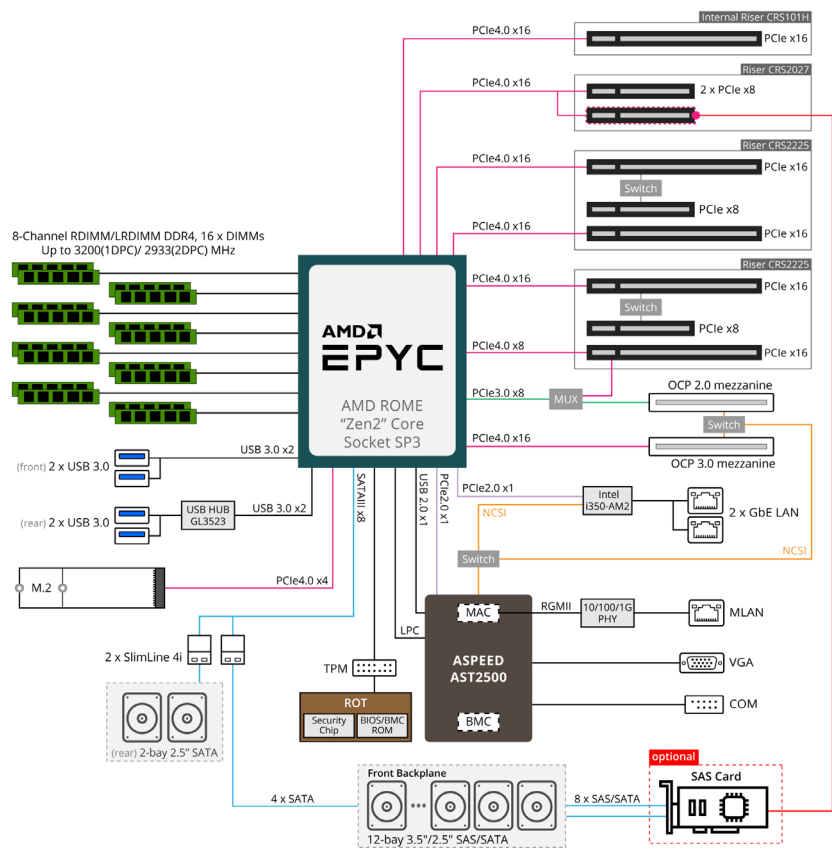 Internal Riser CRS101H
PCIe4.0 x16
PCIe x16
Riser CRS2027
PCIe4.0 x16
2 x PCIe x8
Riser CRS2225
PCIe4.0 x16
PCIe x16
Switch
PCIe x8
PCIe4.0 x16
PCIe x16
8-Channel RDIMM/LRDIMM DDR4, 16 x DIMMs
Up to 3200(1DPC)/ 2933(2DPC) MHz
Riser CRS2225
PCIe4.0 x16
PCIe x16
Switch
PCIe x8
PCIe4.0 x8
PCIe x16
AMD
EPYC
AMD ROME
“Zen2” Core
Socket SP3
PCIe3.0 x8
MUX
OCP 2.0 mezzanine
Switch
PCIe4.0 x16
OCP 3.0 mezzanine
USB 3.0 x2
(front) 2 x USB 3.0
USB HUB
GL3523
USB 3.0 x2
(rear) 2 x USB 3.0
SATAIII x8
USB 2.0 x1
PCIe2.0 x1
PCIe2.0 x1
Intel
i350-AM2
2 x GbE LAN
NCSI
Switch
NCSI
M.2
PCIe4.0 x4
MAC
RGMII
10/100/1G
PHY
MLAN
LPC
2 x SlimLine 4i
TPM
ASPEED
AST2500
VGA
ROT
Security
Chip
BIOS/BMC
ROM
BMC
COM
(rear) 2-bay 2.5” SATA
optional
Front Backplane
SAS Card
4 x SATA
8 x SAS/SATA
12-bay 3.5"/2.5" SAS/SATA